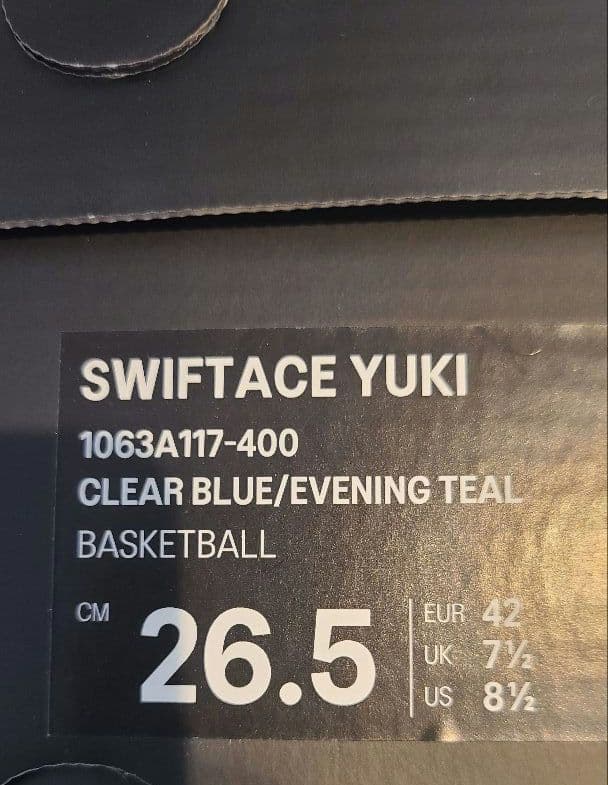 SWIFTACE YUKI
1063A117-400
CLEAR BLUE/EVENING TEAL
BASKETBALL
CM 26.5
EUR 42
UK 7½
US 8½